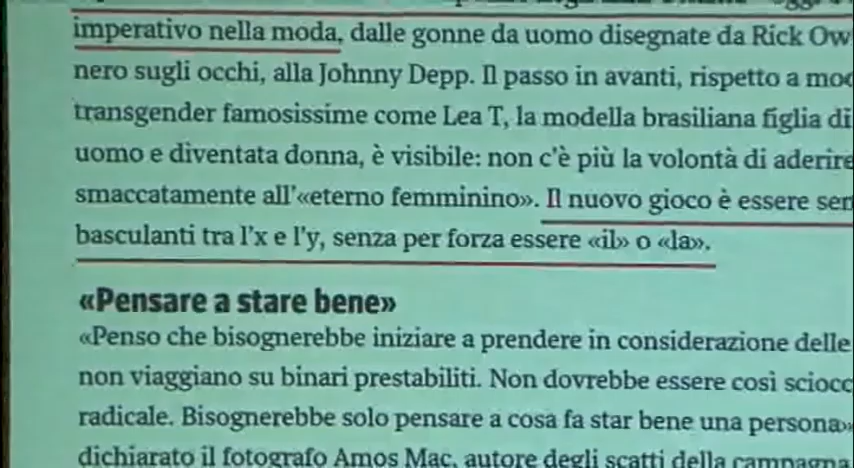 imperativo nella moda, dalle gonne da uomo disegnate da Rick Ow
nero sugli occhi, alla Johnny Depp. Il passo in avanti, rispetto a mod
transgender famosissime come Lea T, la modella brasiliana figlia di
uomo e diventata donna, è visibile: non c'è più la volontà di aderire
smaccatamente all'«eterno femminino». Il nuovo gioco è essere sem
basculanti tra l'x e l'y, senza per forza essere «il» o «la».
«Pensare a stare bene»
«Penso che bisognerebbe iniziare a prendere in considerazione delle
non viaggiano su binari prestabiliti. Non dovrebbe essere così sciocc
radicale. Bisognerebbe solo pensare a cosa fa star bene una persona»
dichiarato il fotografo Amos Mac, autore degli scatti della campagna